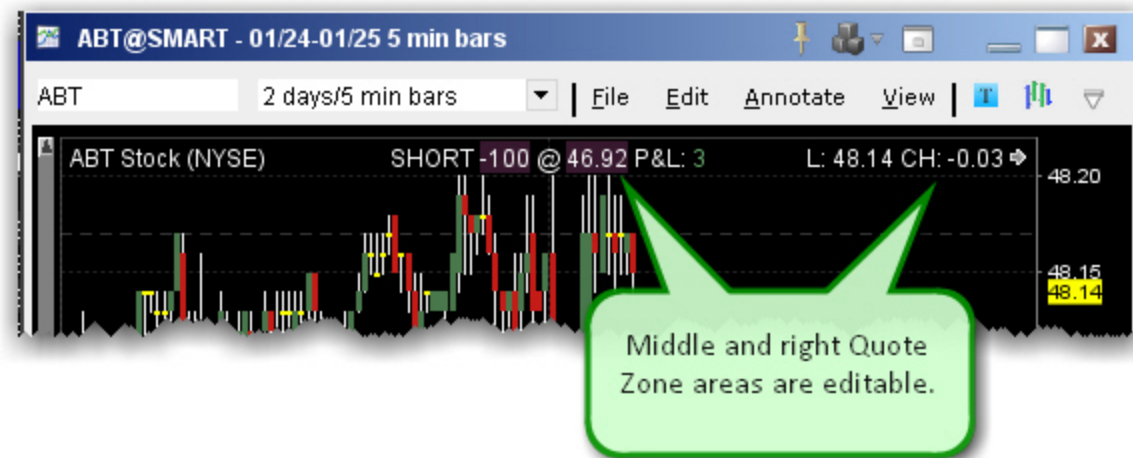 ABT@SMART - 01/24-01/25 5 min bars
ABT 2 days/5 min bars File Edit Annotate View T
ABT Stock (NYSE) SHORT -100 @ 46.92 P&L: 3 L: 48.14 CH: -0.03
48.20
48.15
48.14
Middle and right Quote
Zone areas are editable.